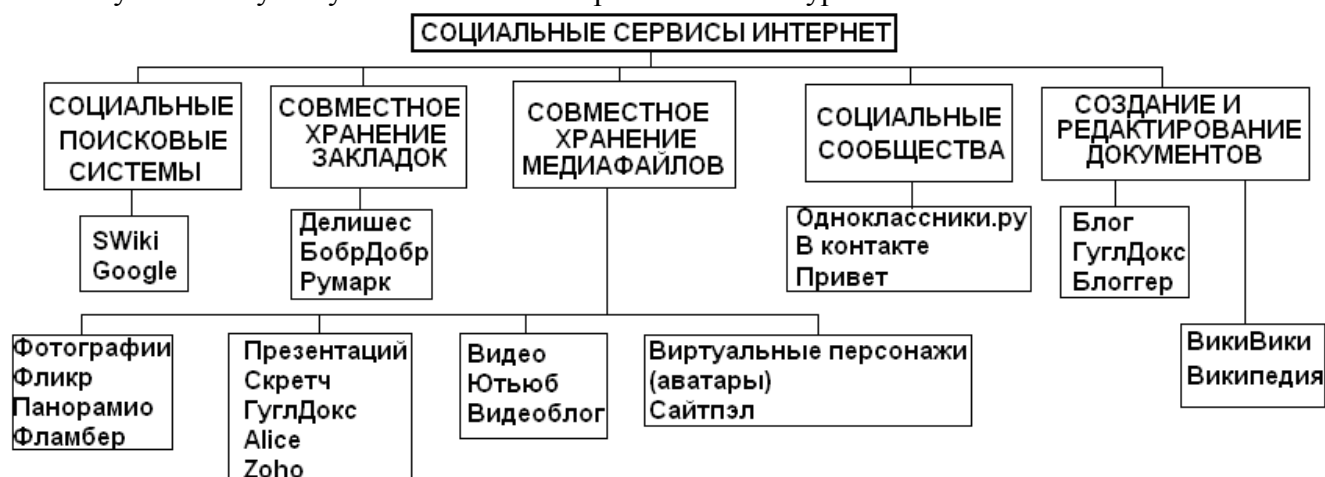 СОЦИАЛЬНЫЕ СЕРВИСЫ ИНТЕРНЕТ
СОЦИАЛЬНЫЕ
ПОИСКОВЫЕ
СИСТЕМЫ
СОВМЕСТНОЕ
ХРАНЕНИЕ
ЗАКЛАДОК
СОВМЕСТНОЕ
ХРАНЕНИЕ
МЕДИАФАЙЛОВ
СОЦИАЛЬНЫЕ
СООБЩЕСТВА
СОЗДАНИЕ И
РЕДАКТИРОВАНИЕ
ДОКУМЕНТОВ
SWiki
Google
Делишес
БобрДобр
Румарк
Одноклассники.ру
В контакте
Привет
Блог
ГуглДокс
Блоггер
Фотографии
Фликр
Панорамио
Фламбер
Презентаций
Скретч
ГуглДокс
Alice
Zoho
Видео
Ютьюб
Видеоблог
Виртуальные персонажи
(аватары)
Сайтпэл
ВикиВики
Википедия